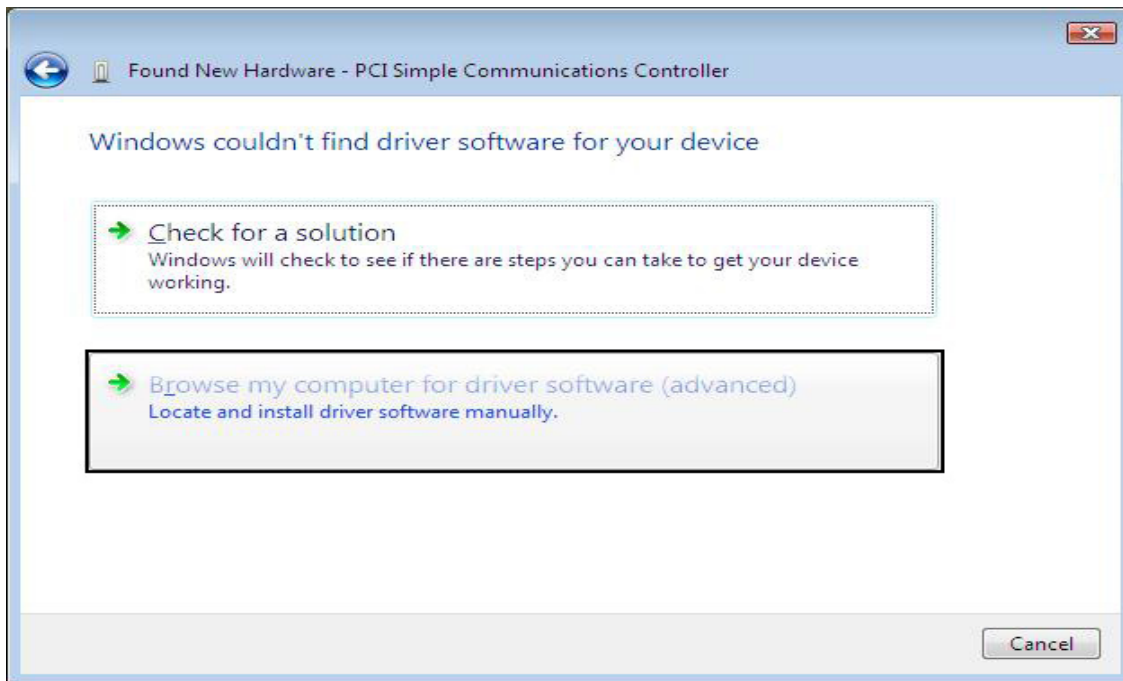 Found New Hardware - PCI Simple Communications Controller
Windows couldn't find driver software for your device
Check for a solution
Windows will check to see if there are steps you can take to get your device
working.
Browse my computer for driver software (advanced)
Locate and install driver software manually.
Cancel